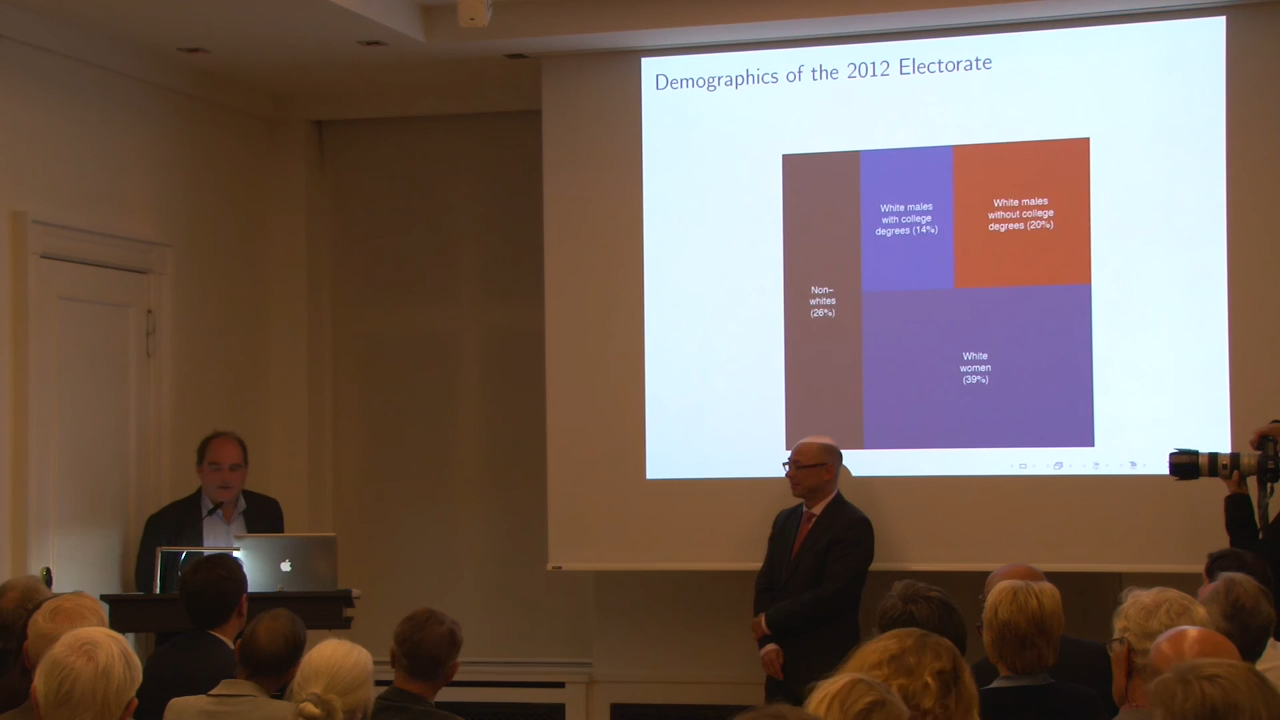 Demographics of the 2012 Electorate
White males
with college
degrees (14%)
White males
without college
degrees (20%)
Non–
whites
(26%)
White
women
(39%)